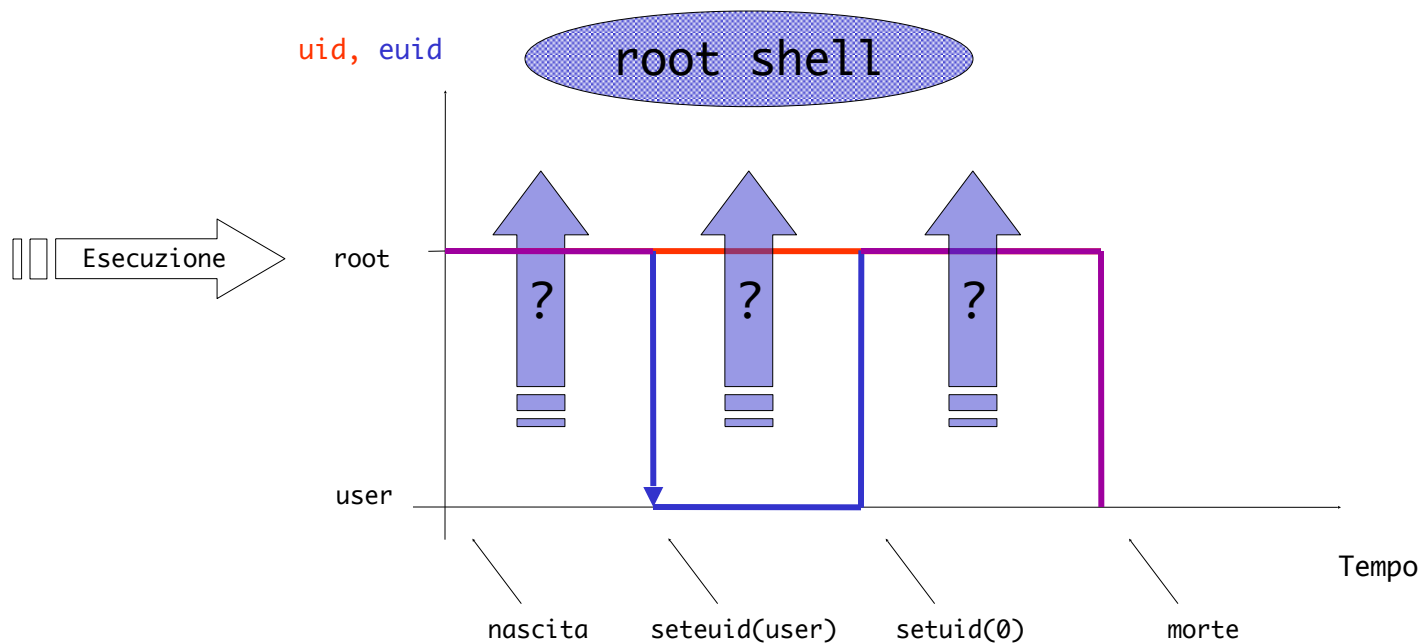 uid, euid
root shell
Esecuzione
root
?
?
?
user
Tempo
nascita
seteuid(user)
setuid(0)
morte